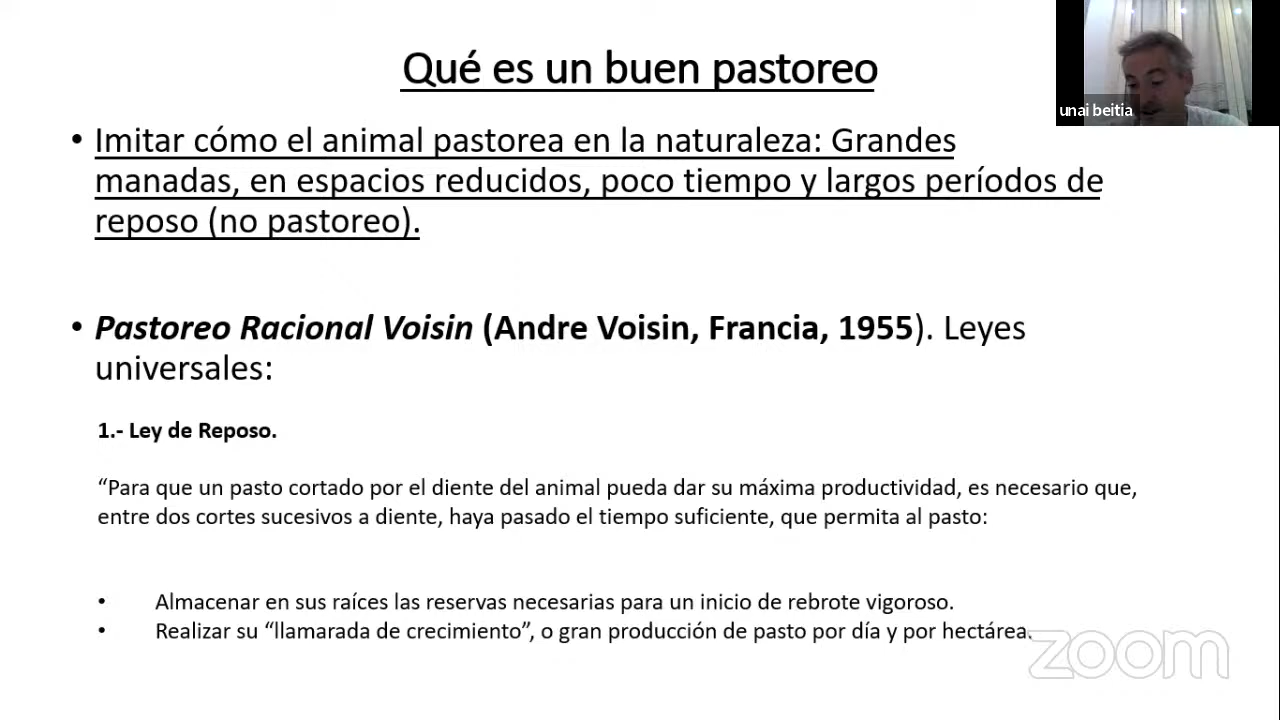 Qué es un buen pastoreo
unai beitia
• Imitar cómo el animal pastorea en la naturaleza: Grandes
manadas, en espacios reducidos, poco tiempo y largos períodos de
reposo (no pastoreo).
• Pastoreo Racional Voisin (Andre Voisin, Francia, 1955). Leyes
universales:
1.- Ley de Reposo.
“Para que un pasto cortado por el diente del animal pueda dar su máxima productividad, es necesario que,
entre dos cortes sucesivos a diente, haya pasado el tiempo suficiente, que permita al pasto:
• Almacenar en sus raíces las reservas necesarias para un inicio de rebrote vigoroso.
• Realizar su “llamarada de crecimiento”, o gran producción de pasto por día y por hectárea.
zoom